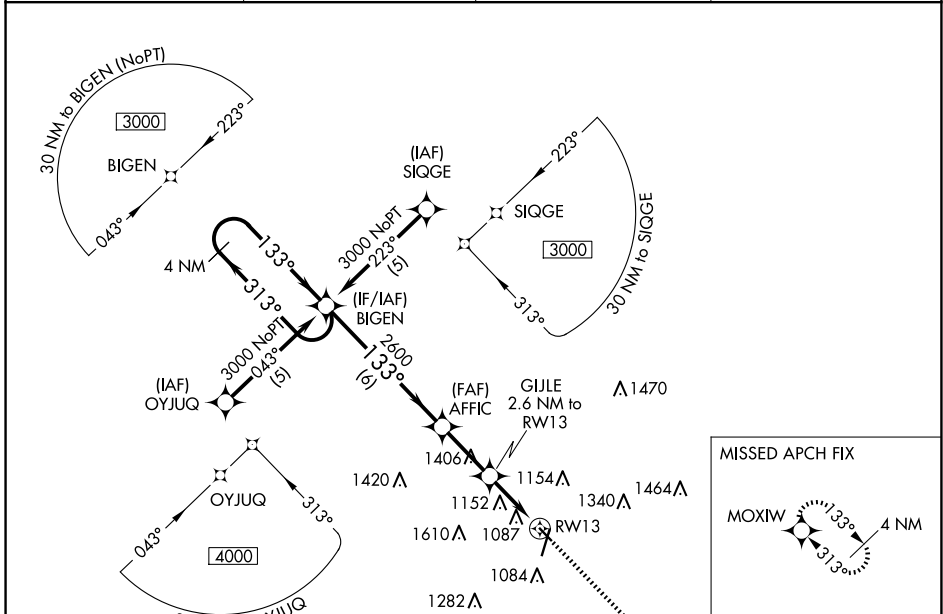 30 NM to BIGEN (NoPT)
3000
223°
BIGEN
043°
(IAF)
SIQGE
223°
SIQGE
3000
30 NM to SIQGE
313°
4 NM
133°
313°
3000 NoPT
223°
(5)
(IF/IAF)
BIGEN
3000 NoPT
043°
(5)
(IAF)
OYJUQ
2600
133°
(6)
(FAF)
AFFIC
GIJLE
2.6 NM to
RW13
1470
1406
1420
1154
1152
1340
1464
1610
1087
RW13
1084
1282
OYJUQ
043°
313°
4000
MISSED APCH FIX
MOXIW
133°
313°
4 NM